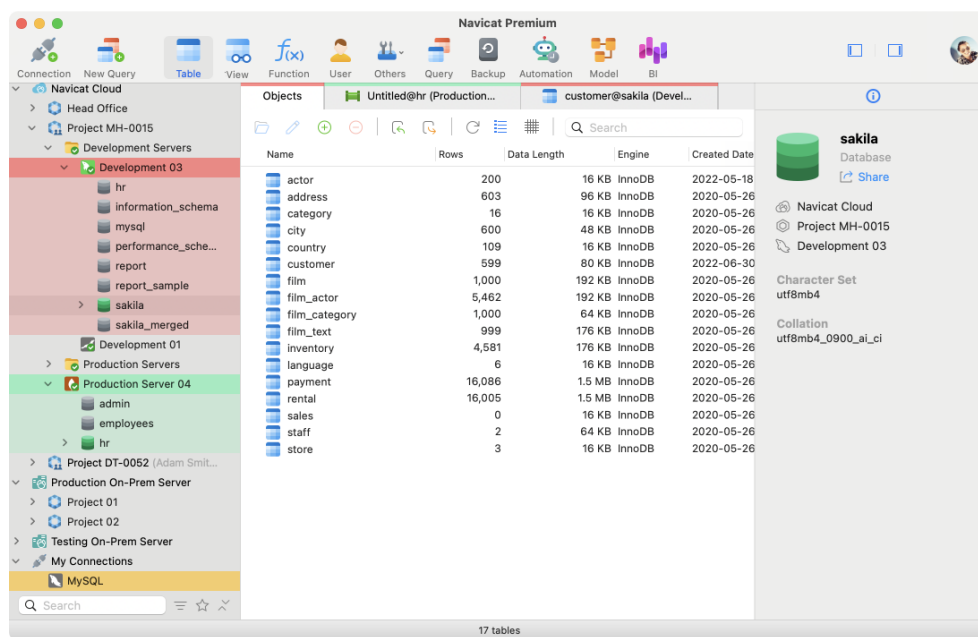 Navicat Premium
Connection New Query Table View Function User Others Query Backup Automation Model BI
Navicat Cloud
Head Office
Project MH-0015
Development Servers
Development 03
hr
information_schema
mysql
performance_sche...
report
report_sample
sakila
sakila_merged
Development 01
Production Servers
Production Server 04
admin
employees
hr
Project DT-0052 (Adam Smit...
Production On-Prem Server
Project 01
Project 02
Testing On-Prem Server
My Connections
MySQL
Search
Objects Untitled@hr (Production... customer@sakila (Devel...
Search
Name Rows Data Length Engine Created Date
actor 200 16 KB InnoDB 2022-05-18
address 603 96 KB InnoDB 2020-05-26
category 16 16 KB InnoDB 2020-05-26
city 600 48 KB InnoDB 2020-05-26
country 109 16 KB InnoDB 2020-05-26
customer 599 80 KB InnoDB 2022-06-30
film 1,000 192 KB InnoDB 2020-05-26
film_actor 5,462 192 KB InnoDB 2020-05-26
film_category 1,000 64 KB InnoDB 2020-05-26
film_text 999 176 KB InnoDB 2020-05-26
inventory 4,581 176 KB InnoDB 2020-05-26
language 6 16 KB InnoDB 2020-05-26
payment 16,086 1.5 MB InnoDB 2020-05-26
rental 16,005 1.5 MB InnoDB 2020-05-26
sales 0 16 KB InnoDB 2020-05-26
staff 2 64 KB InnoDB 2020-05-26
store 3 16 KB InnoDB 2020-05-26
sakila
Database
Share
Navicat Cloud
Project MH-0015
Development 03
Character Set
utf8mb4
Collation
utf8mb4_0900_ai_ci
17 tables